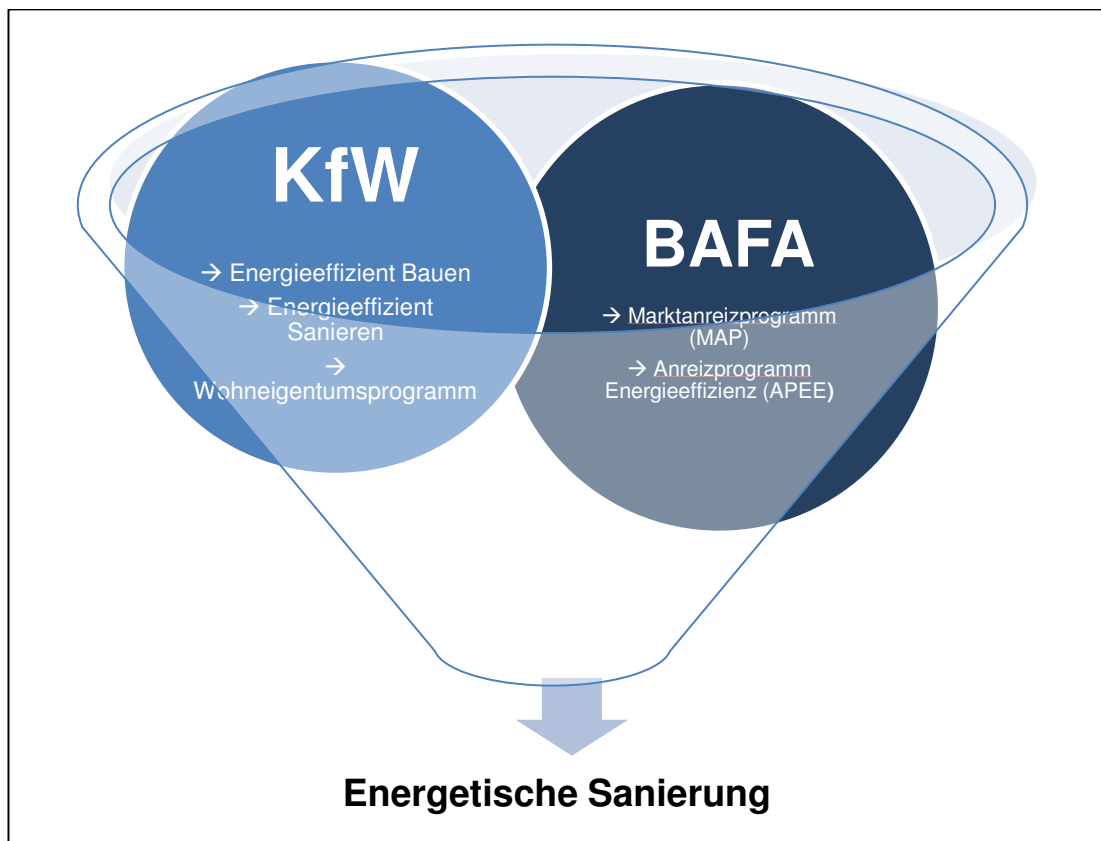 KfW
→ Energieeffizient Bauen
→ Energieeffizient
Sanieren
→
Wohneigentumsprogramm
BAFA
→ Marktanreizprogramm
(MAP)
→ Anreizprogramm
Energieeffizienz (APEE)
Energetische Sanierung